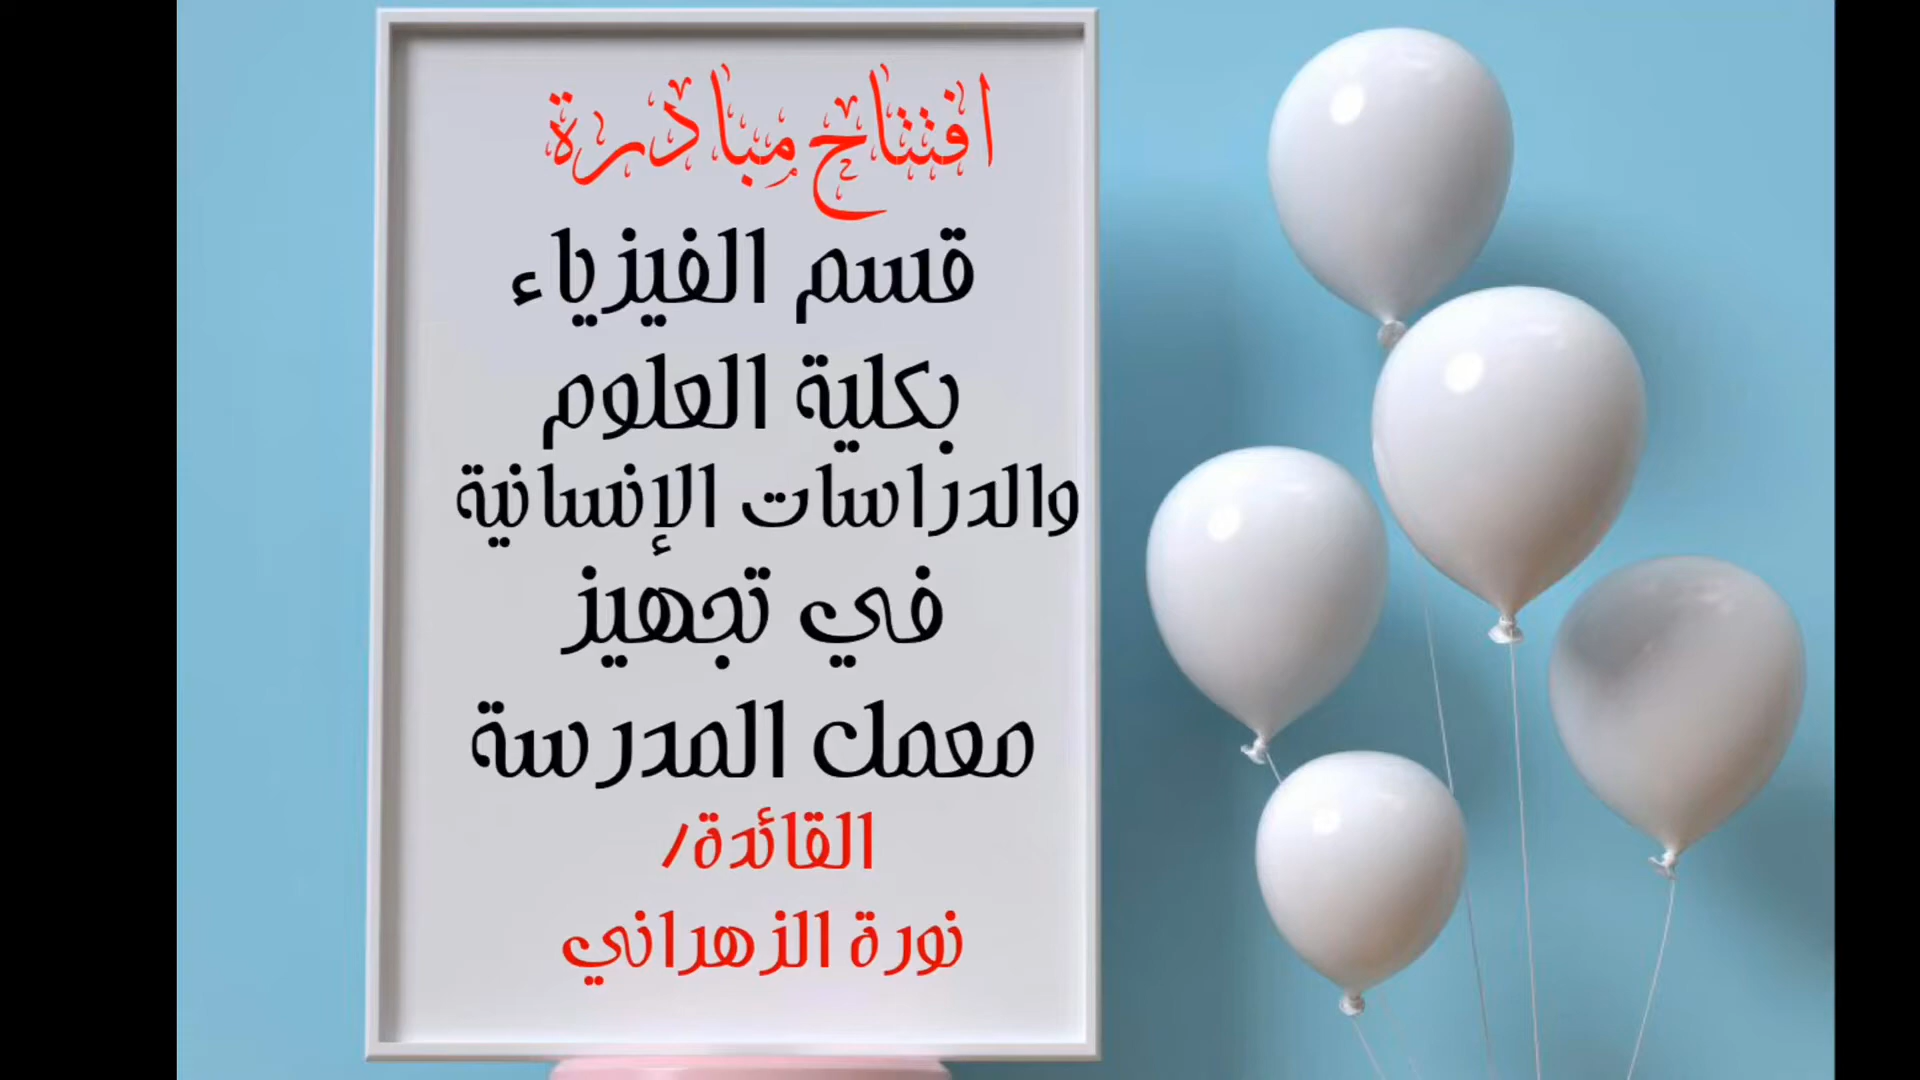 افتتاح مبادرة
قسم الفيزياء
بكلية العلوم
والدراسات الإنسانية
في تجهيز
معمل المدرسة
القائدة/
نورة الزهراني